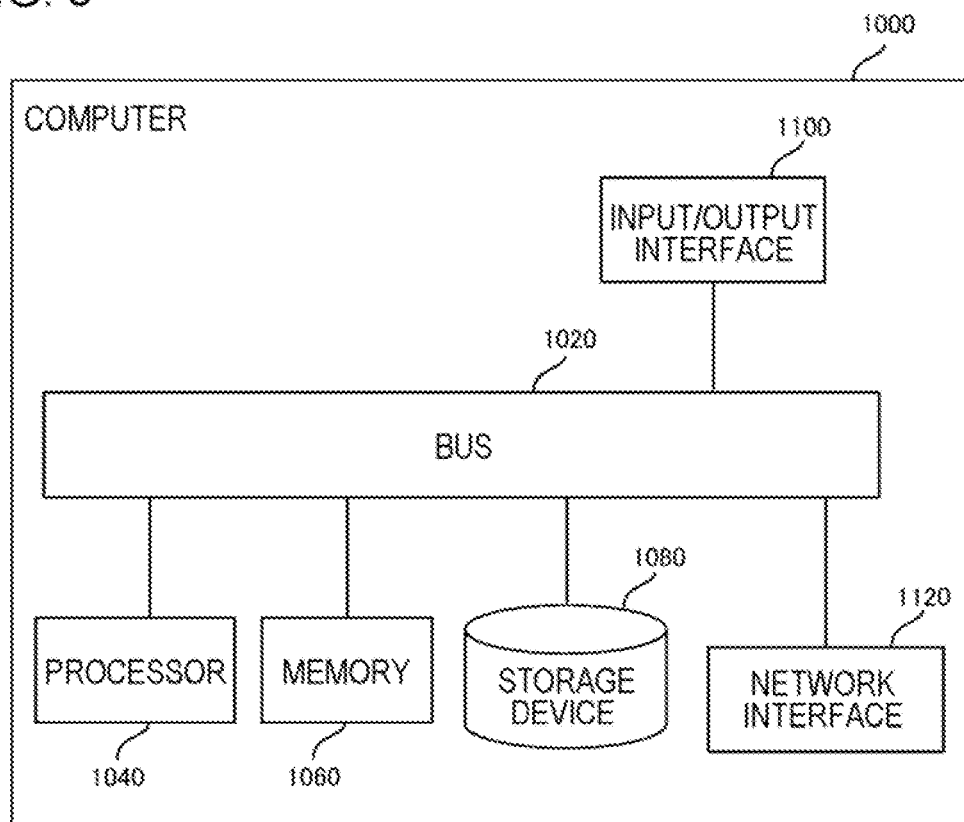 1000
COMPUTER
1100
INPUT/OUTPUT
INTERFACE
1020
BUS
1080
1120
PROCESSOR
MEMORY
STORAGE
DEVICE
NETWORK
INTERFACE
1040
1060